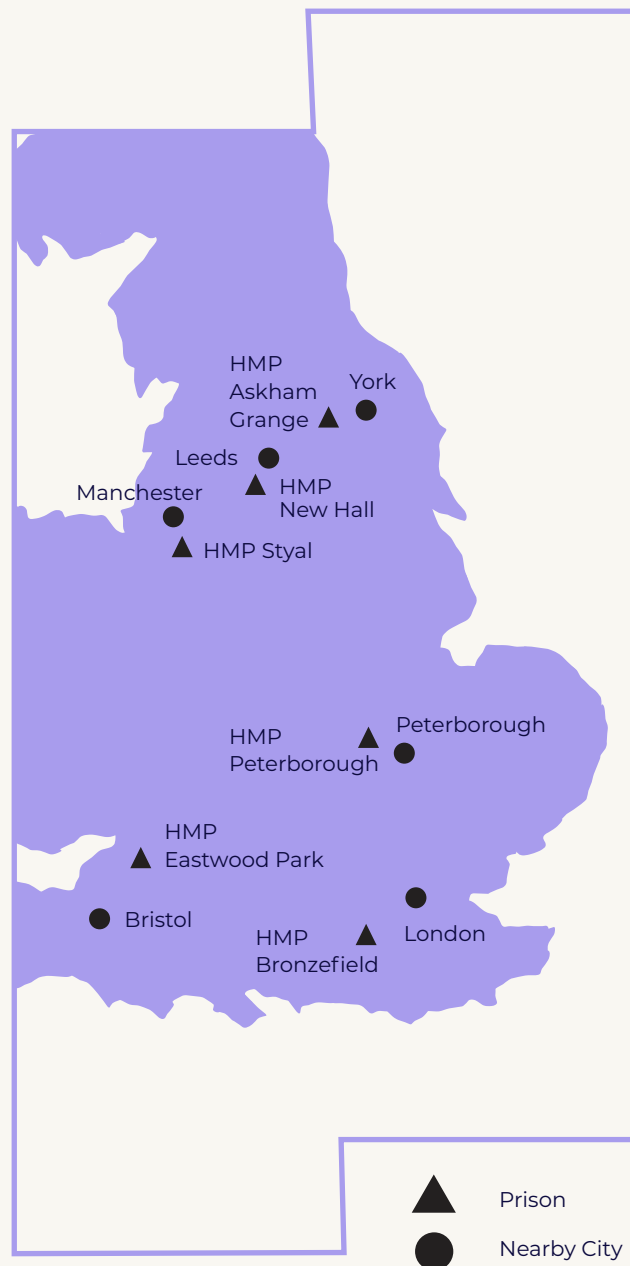 HMP
Askham
Grange
York
Leeds
HMP
New Hall
Manchester
HMP Styal
Peterborough
HMP
Peterborough
HMP
Eastwood Park
Bristol
London
HMP
Bronzefield
Prison
Nearby City